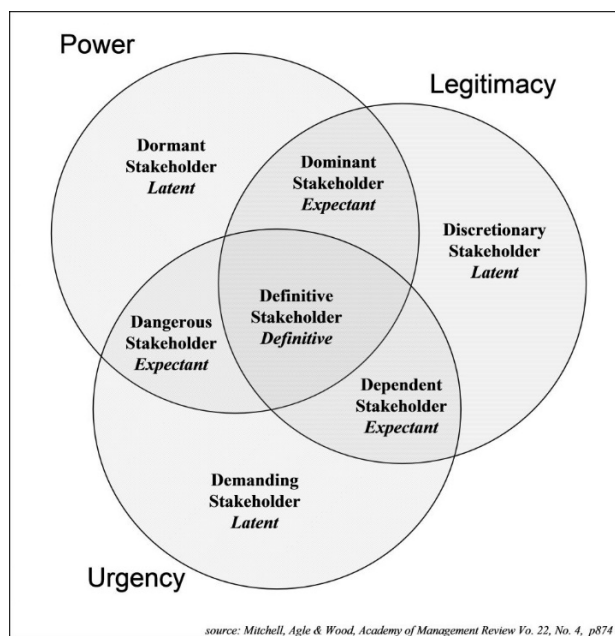 Power
Legitimacy
Dormant
Stakeholder
Latent
Dominant
Stakeholder
Expectant
Discretionary
Stakeholder
Latent
Definitive
Stakeholder
Definitive
Dangerous
Stakeholder
Expectant
Dependent
Stakeholder
Expectant
Demanding
Stakeholder
Latent
Urgency
source: Mitchell, Agle & Wood, Academy of Management Review Vo. 22, No. 4, p874